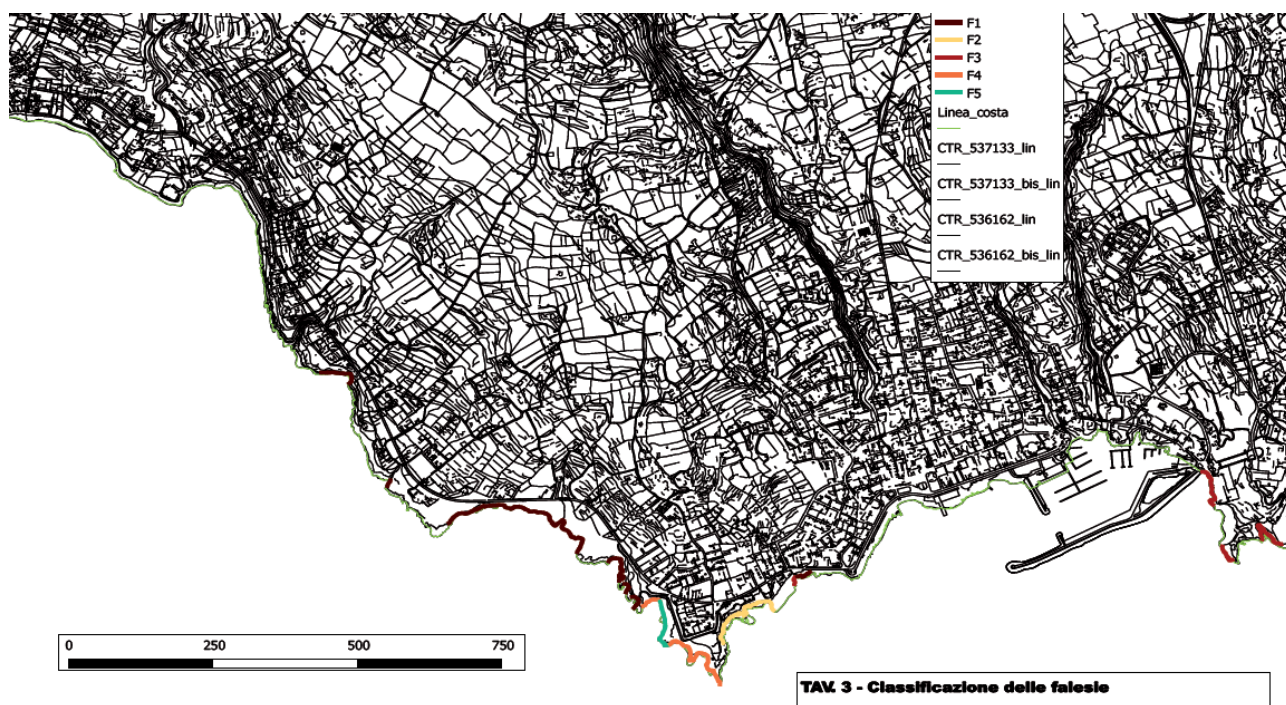 F1
F2
F3
F4
F5
Linea_costa
CTR_537133_lin
CTR_537133_bis_lin
CTR_536162_lin
CTR_536162_bis_lin
0 250 500 750
TAV. 3 - Classificazione delle falesie